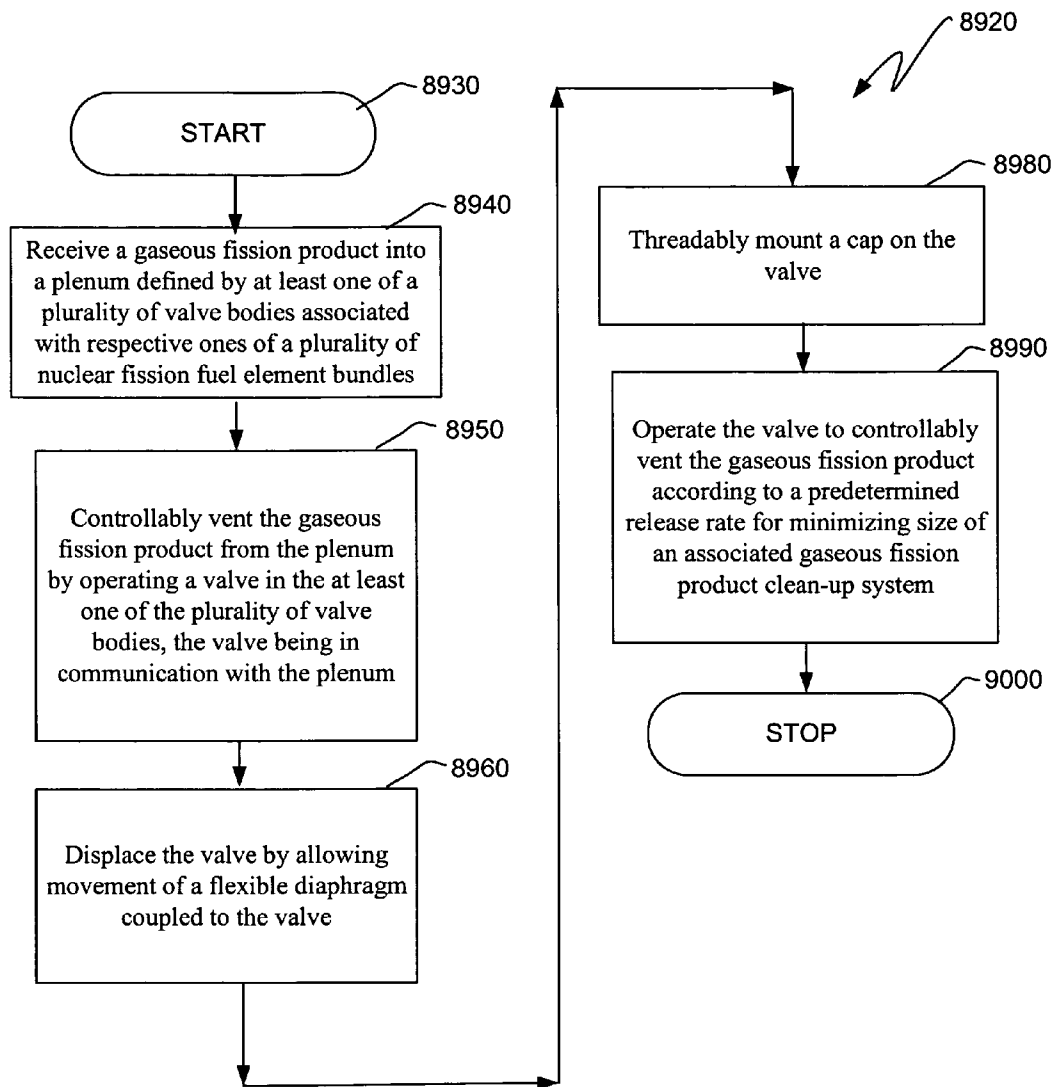 8920
8930
START
8940
Receive a gaseous fission product into
a plenum defined by at least one of a
plurality of valve bodies associated
with respective ones of a plurality of
nuclear fission fuel element bundles
8950
Controllably vent the gaseous
fission product from the plenum
by operating a valve in the at least
one of the plurality of valve
bodies, the valve being in
communication with the plenum
8960
Displace the valve by allowing
movement of a flexible diaphragm
coupled to the valve
8980
Threadably mount a cap on the
valve
8990
Operate the valve to controllably
vent the gaseous fission product
according to a predetermined
release rate for minimizing size of
an associated gaseous fission
product clean-up system
9000
STOP